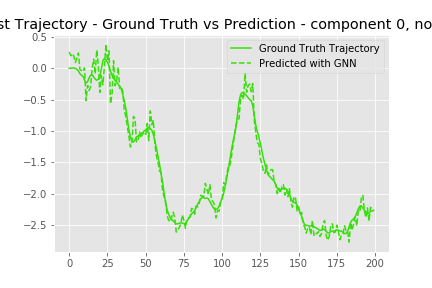 st Trajectory - Ground Truth vs Prediction - component 0, no
Ground Truth Trajectory
Predicted with GNN
0.5
0.0
−0.5
−1.0
−1.5
−2.0
−2.5
0 25 50 75 100 125 150 175 200